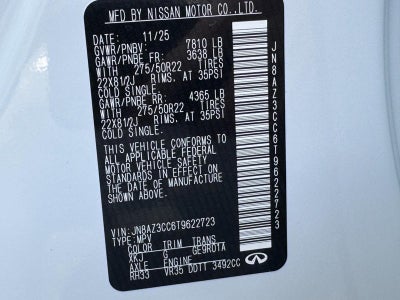 MFD BY NISSAN MOTOR CO.,LTD.
11/25
GVWR/PNBV 7810 LB
GAWR/PNBE FR 3638 LB
WITH 275/50R22
22X81/2J RIMS, AT 35PSI
COLD SINGLE
GAWR/PNBE RR 4365 LB
WITH 275/50R22
22X81/2J RIMS, AT 35PSI
COLD SINGLE
THIS VEHICLE CONFORMS TO
ALL APPLICABLE FEDERAL
MOTOR VEHICLE SAFETY
STANDARDS IN EFFECT ON
THE DATE OF MANUFACTURE
SHOWN ABOVE.
VIN: JN8AZ3CC6T9622723
TYPE: MPV
COLOR TRIM TRANS
XKJ G GE9R01A
AXLE ENGINE
RH33 VR35 DDTT 3492CC
JN8AZ3CC6T9622723